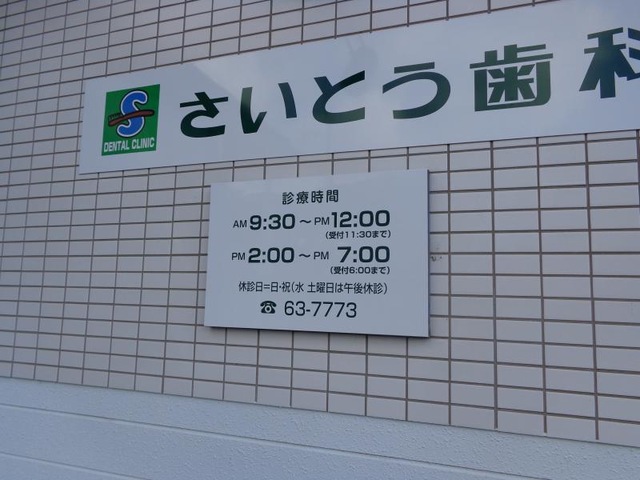 さいとう歯科
S
DENTAL CLINIC
診療時間
AM 9:30～PM 12:00
(受付11:30まで)
PM 2:00～PM 7:00
(受付6:00まで)
休診日=日・祝(水 土曜日は午後休診)
☎ 63-7773